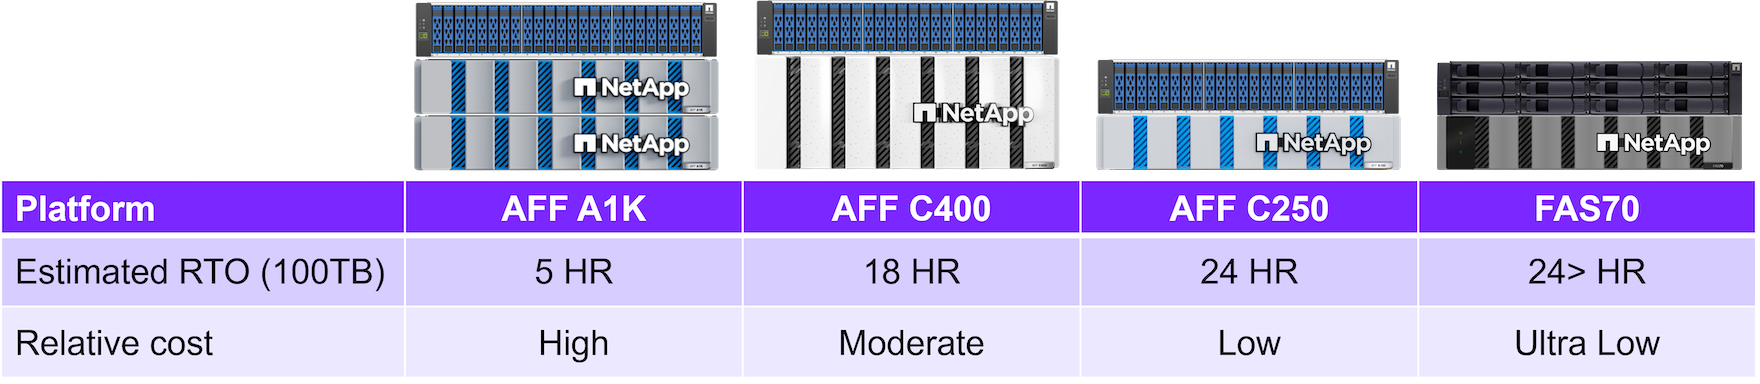 NetApp
NetApp
NetApp
NetApp
NetApp
Platform AFF A1K AFF C400 AFF C250 FAS70
Estimated RTO (100TB) 5 HR 18 HR 24 HR 24> HR
Relative cost High Moderate Low Ultra Low